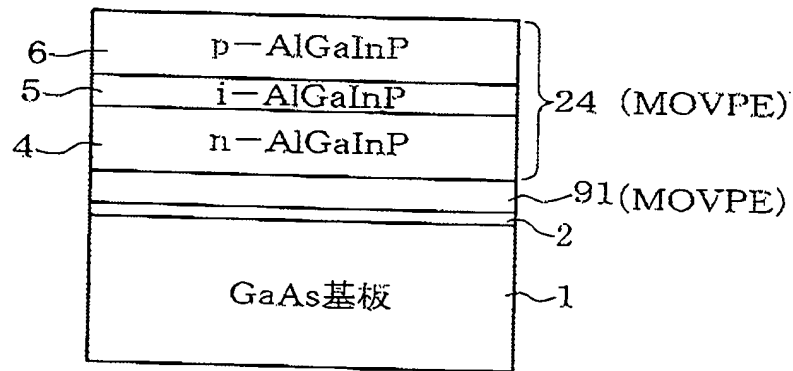 6 p-AlGaInP
5 i-AlGaInP 24 (MOVPE)
4 n-AlGaInP
91(MOVPE)
2
GaAs基板 1